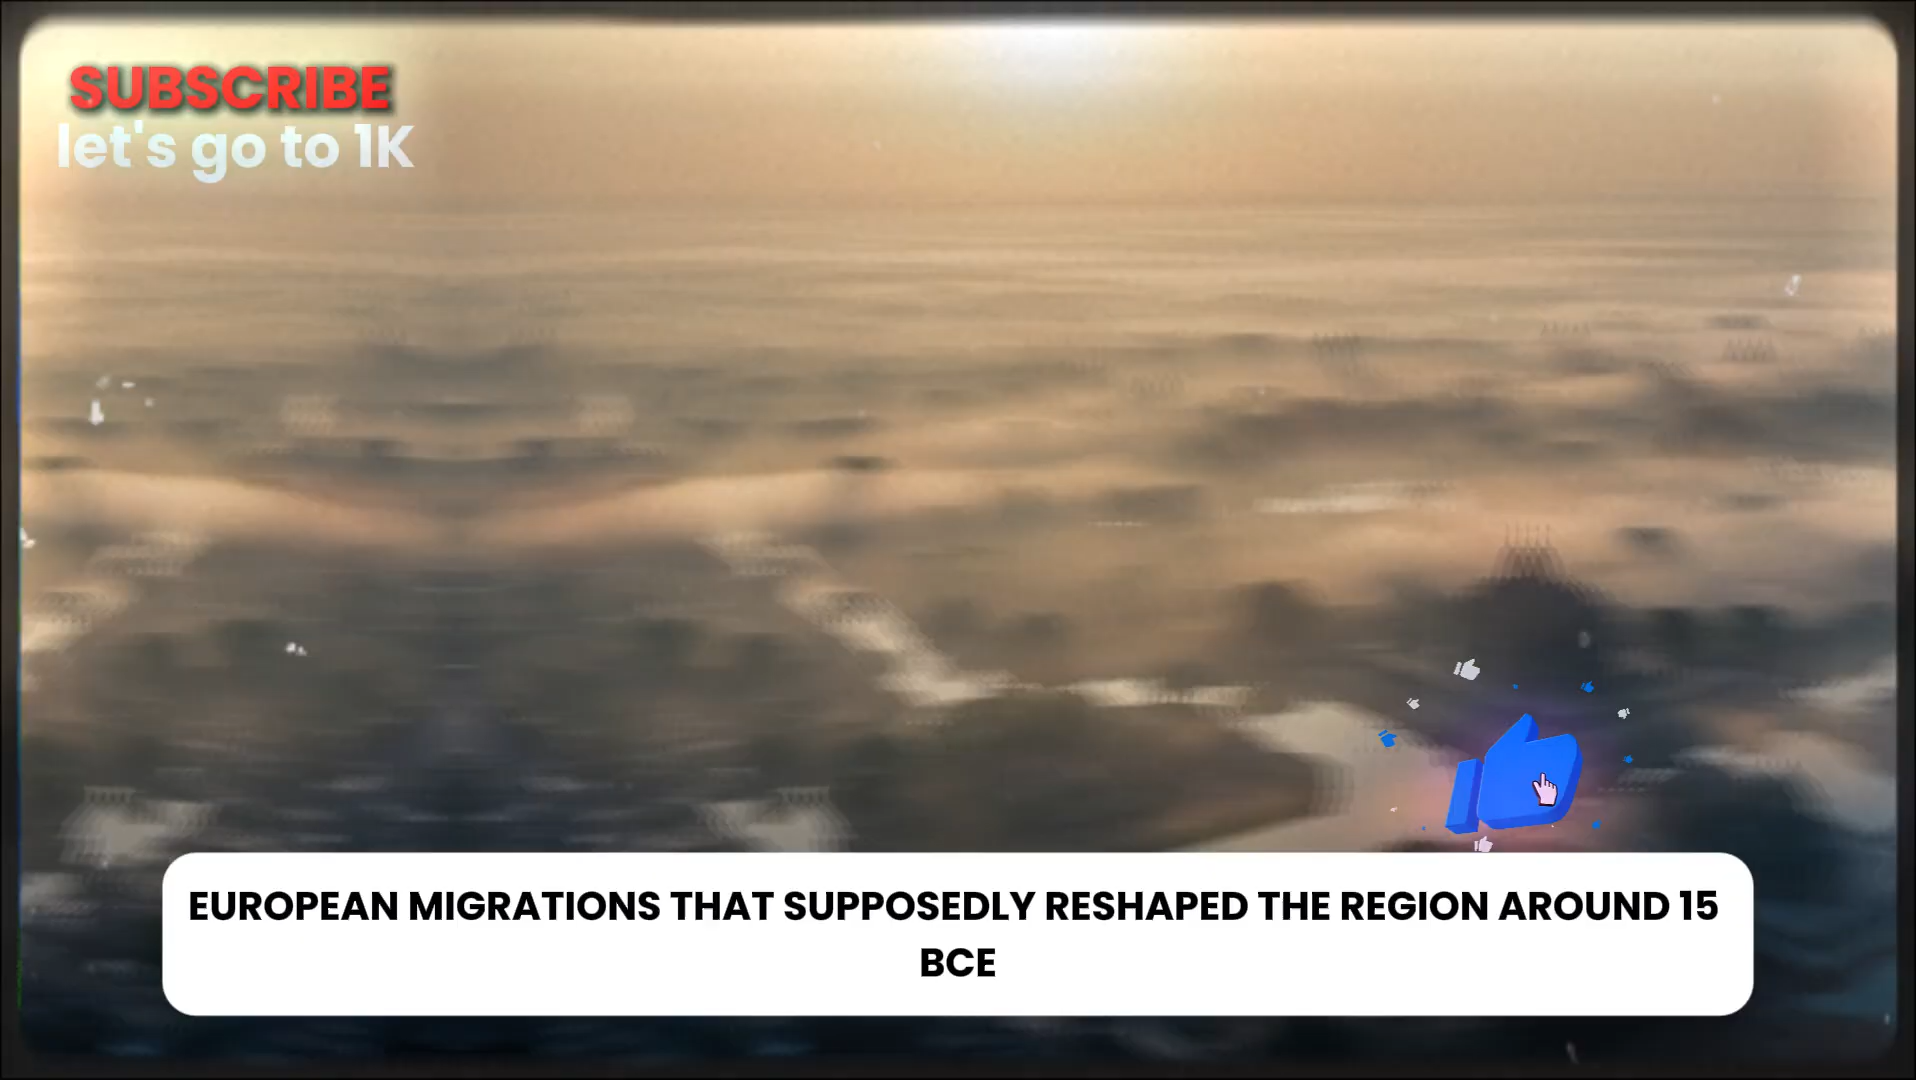 SUBSCRIBE
let's go to 1K
EUROPEAN MIGRATIONS THAT SUPPOSEDLY RESHAPED THE REGION AROUND 15
BCE